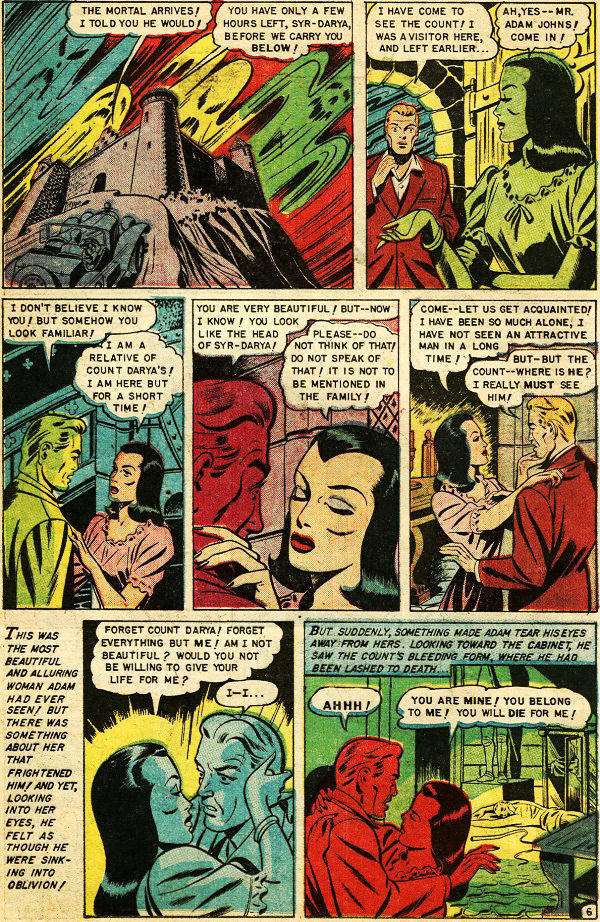 THE MORTAL ARRIVES!
I TOLD YOU HE WOULD!
YOU HAVE ONLY A FEW
HOURS LEFT, SYR-DARYA,
BEFORE WE CARRY YOU
BELOW!
I HAVE COME TO
SEE THE COUNT! I
WAS A VISITOR HERE,
AND LEFT EARLIER...
AH, YES--MR.
ADAM JOHNS!
COME IN!
I DON'T BELIEVE I KNOW
YOU! BUT SOMEHOW YOU
LOOK FAMILIAR!
I AM A
RELATIVE OF
COUNT DARYA'S!
I AM HERE BUT
FOR A SHORT
TIME!
YOU ARE VERY BEAUTIFUL! BUT--NOW
I KNOW! YOU LOOK
LIKE THE HEAD
OF SYR-DARYA!
PLEASE--DO
NOT THINK OF THAT!
DO NOT SPEAK OF
THAT! IT IS NOT TO
BE MENTIONED IN
THE FAMILY!
COME--LET US GET ACQUAINTED!
I HAVE BEEN SO MUCH ALONE, I
HAVE NOT SEEN AN ATTRACTIVE
MAN IN A LONG
TIME!
BUT-BUT THE
COUNT--WHERE IS HE?
I REALLY MUST SEE
HIM!
THIS WAS
THE MOST
BEAUTIFUL
AND ALLURING
WOMAN ADAM
HAD EVER
SEEN! BUT
THERE WAS
SOMETHING
ABOUT HER
THAT
FRIGHTENED
HIM! AND YET,
LOOKING
INTO HER
EYES, HE
FELT AS
THOUGH HE
WERE SINK-
ING INTO
OBLIVION!
FORGET COUNT DARYA! FORGET
EVERYTHING BUT ME! AM I NOT
BEAUTIFUL? WOULD YOU NOT
BE WILLING TO GIVE YOUR
LIFE FOR ME?
I-I...
BUT SUDDENLY, SOMETHING MADE ADAM TEAR HIS EYES
AWAY FROM HERS. LOOKING TOWARD THE CABINET, HE
SAW THE COUNT'S BLEEDING FORM, WHERE HE HAD
BEEN LASHED TO DEATH...
AHHH!
YOU ARE MINE! YOU BELONG
TO ME! YOU WILL DIE FOR ME!
6